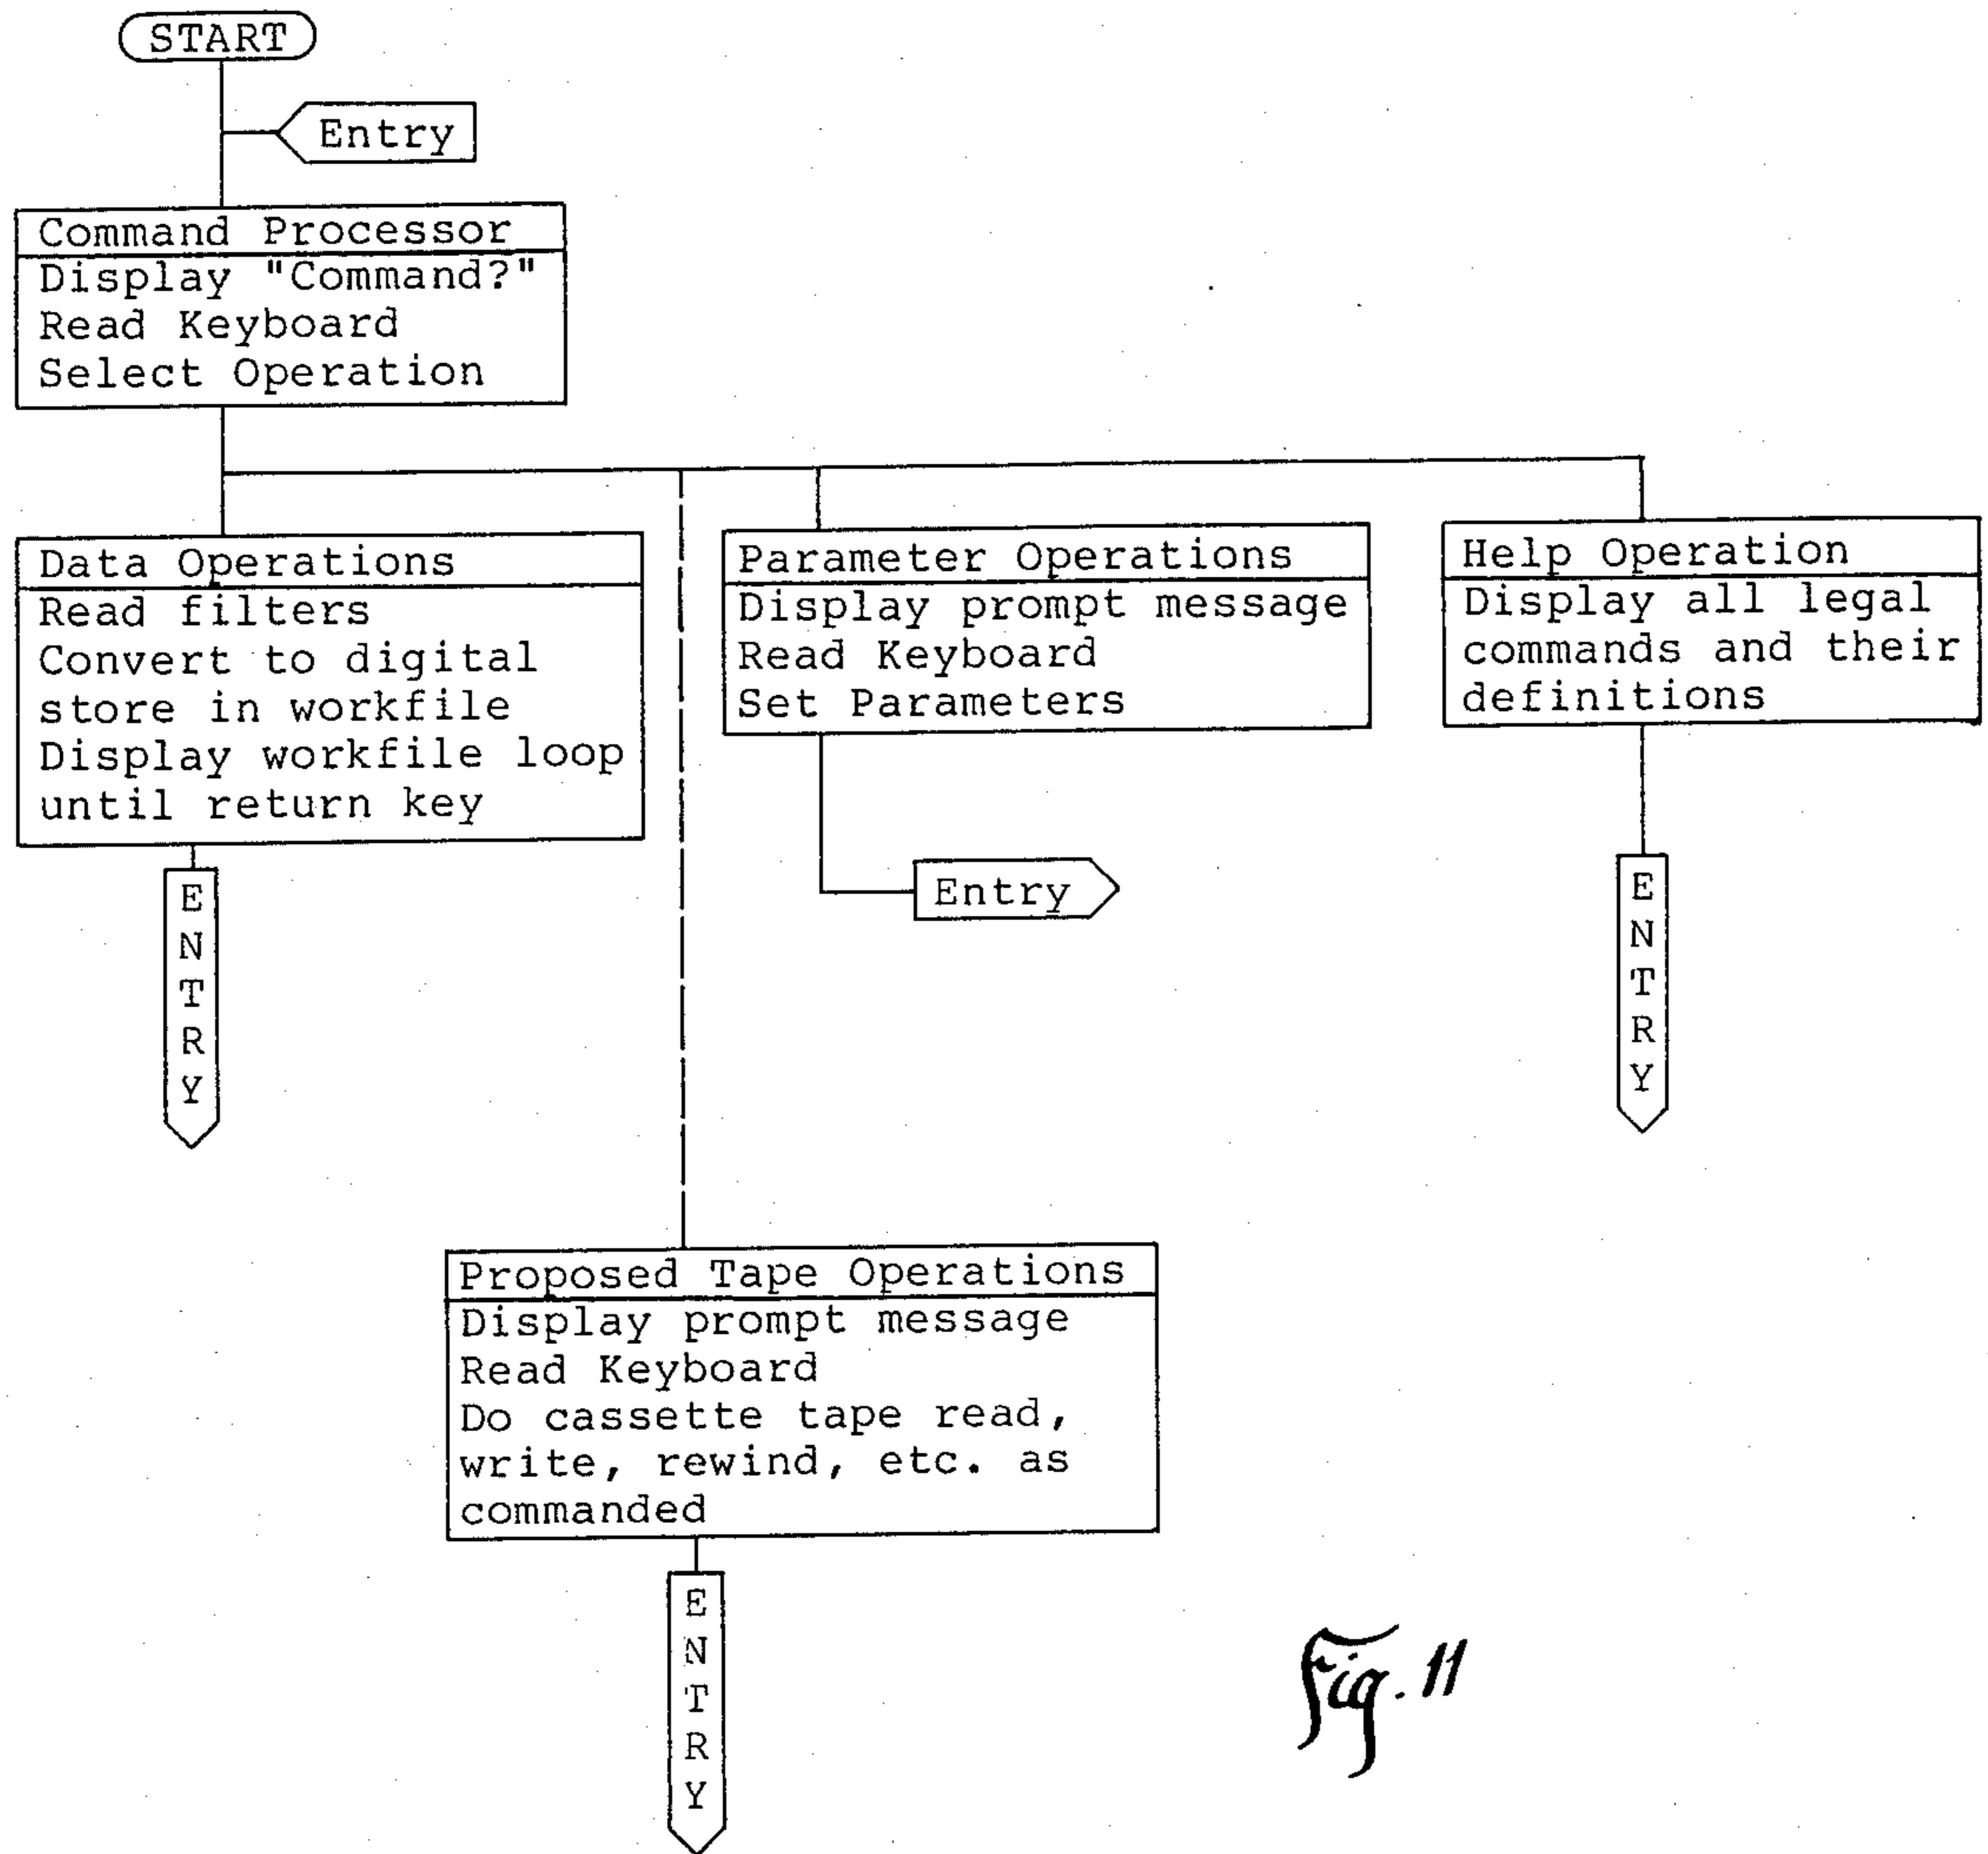 START
Entry
Command Processor
Display "Command?"
Read Keyboard
Select Operation
Data Operations
Read filters
Convert to digital
store in workfile
Display workfile loop
until return key
ENTRY
Parameter Operations
Display prompt message
Read Keyboard
Set Parameters
Entry
Help Operation
Display all legal
commands and their
definitions
ENTRY
Proposed Tape Operations
Display prompt message
Read Keyboard
Do cassette tape read,
write, rewind, etc. as
commanded
ENTRY
Fig. 11